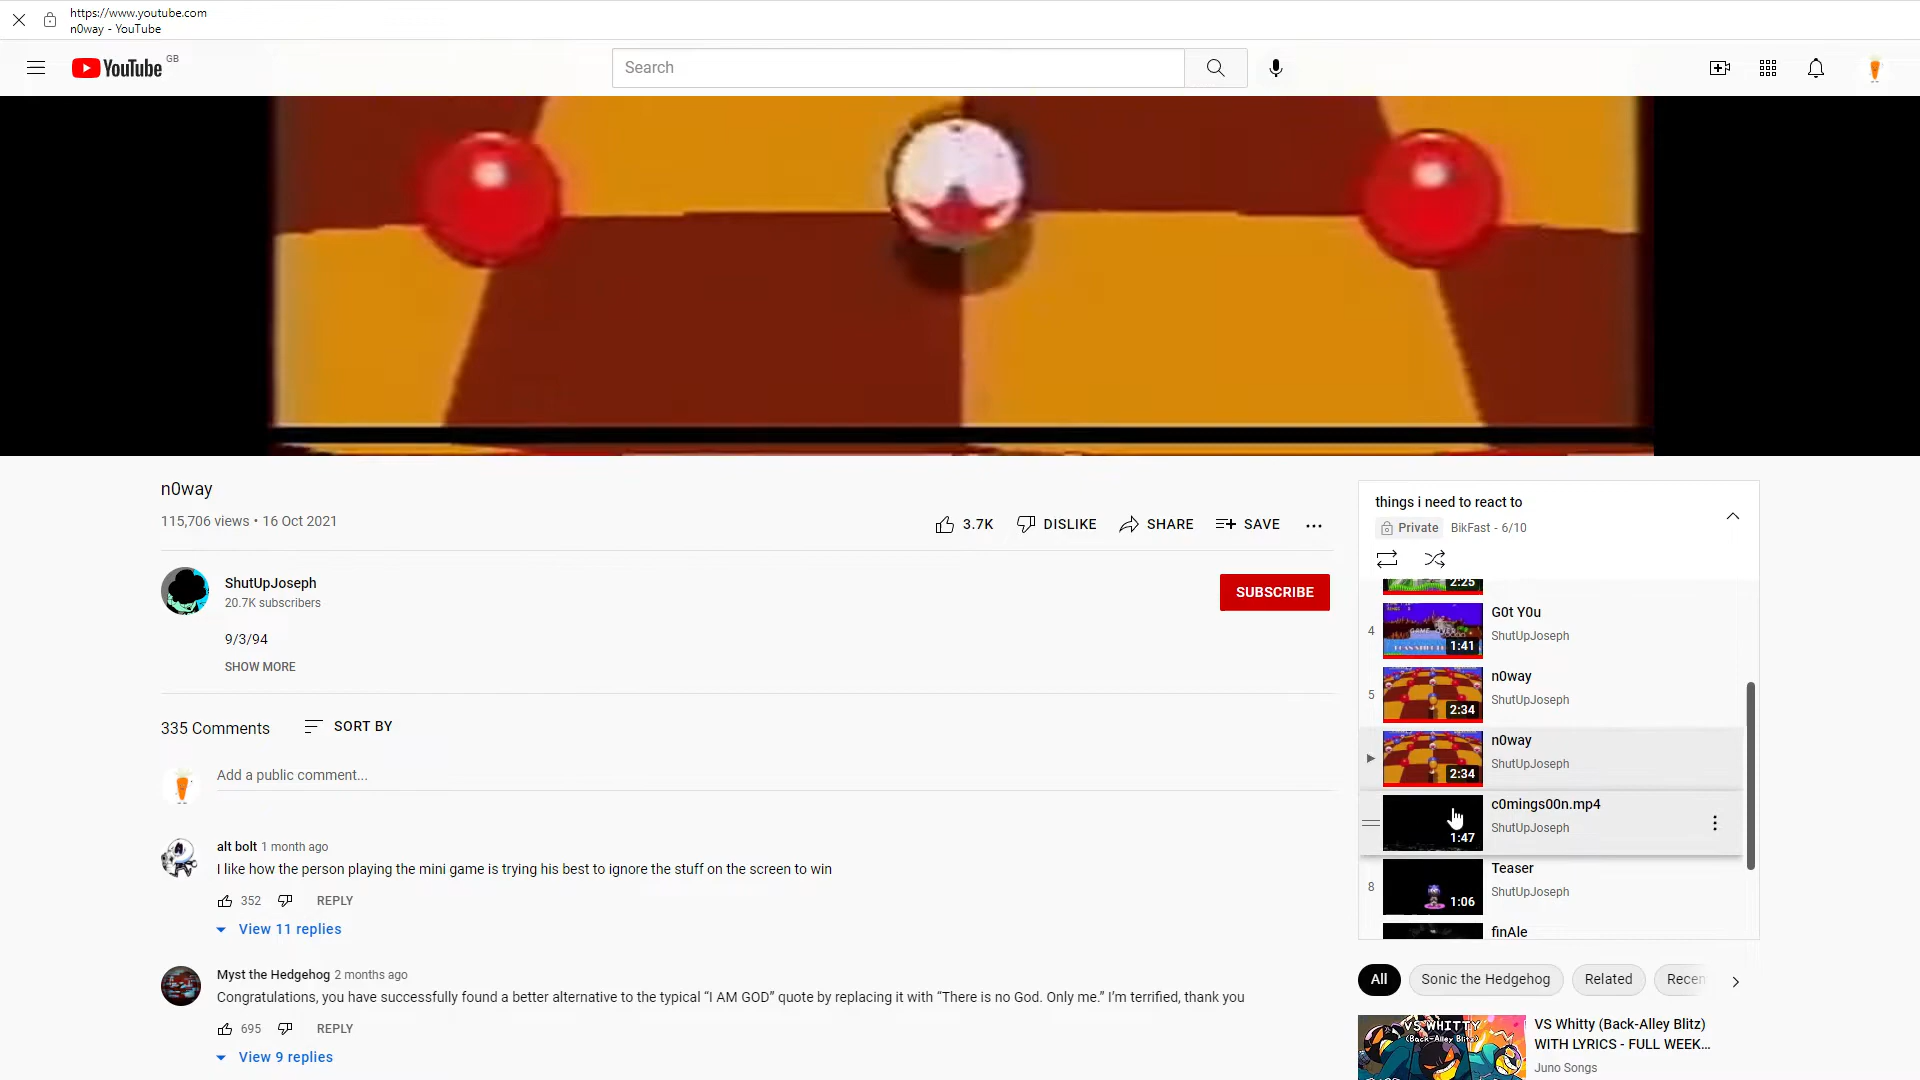 https://www.youtube.com
n0way - YouTube
YouTube GB
Search
n0way
115,706 views • 16 Oct 2021
3.7K DISLIKE SHARE SAVE
ShutUpJoseph
20.7K subscribers
SUBSCRIBE
9/3/94
SHOW MORE
335 Comments SORT BY
Add a public comment...
alt bolt 1 month ago
I like how the person playing the mini game is trying his best to ignore the stuff on the screen to win
352 REPLY
View 11 replies
Myst the Hedgehog 2 months ago
Congratulations, you have successfully found a better alternative to the typical “I AM GOD” quote by replacing it with “There is no God. Only me.” I’m terrified, thank you
695 REPLY
View 9 replies
things i need to react to
Private BikFast - 6/10
2:25
4 GAME OVER 1:41 G0t Y0u
ShutUpJoseph
5 2:34 n0way
ShutUpJoseph
2:34 n0way
ShutUpJoseph
1:47 c0mings00n.mp4
ShutUpJoseph
8 1:06 Teaser
ShutUpJoseph
finAle
All Sonic the Hedgehog Related Recen
VS WHITTY
(Back-Alley Blitz)
VS Whitty (Back-Alley Blitz)
WITH LYRICS - FULL WEEK...
Juno Songs